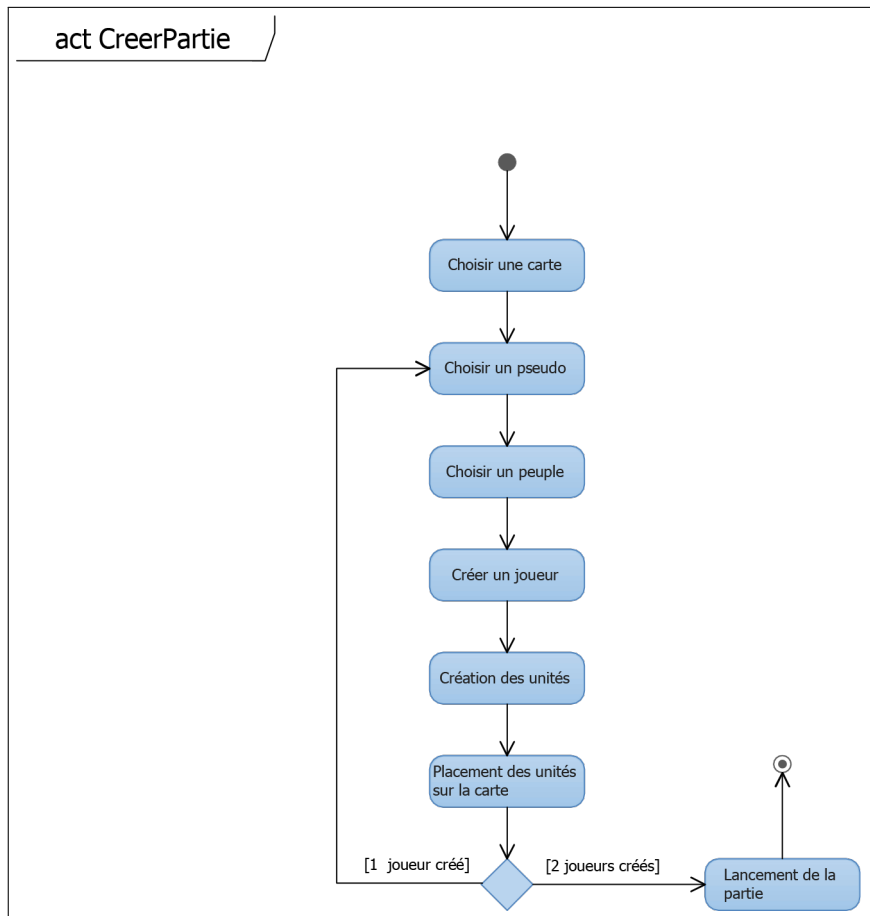 act CreerPartie
Choisir une carte
Choisir un pseudo
Choisir un peuple
Créer un joueur
Création des unités
Placement des unités
sur la carte
[1 joueur créé]
[2 joueurs créés]
Lancement de la
partie